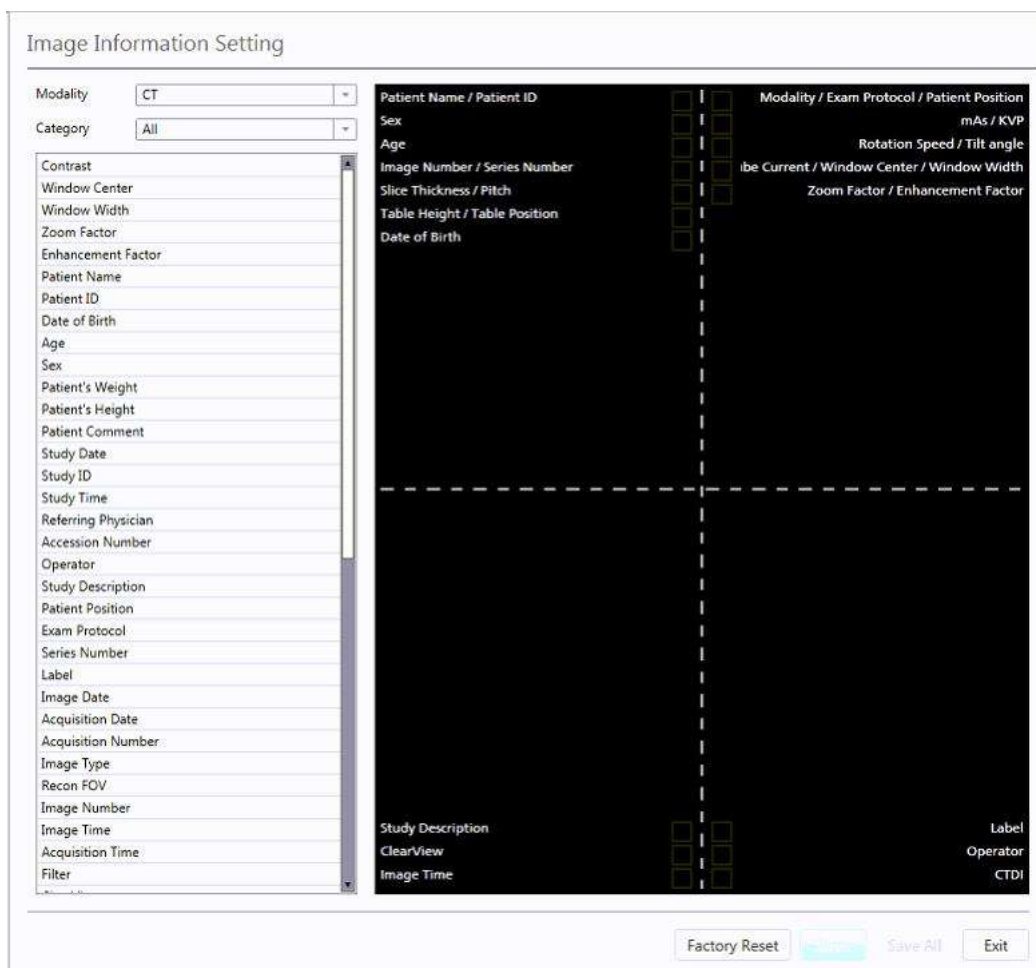 Image Information Setting
Modality CT
Category All
Contrast
Window Center
Window Width
Zoom Factor
Enhancement Factor
Patient Name
Patient ID
Date of Birth
Age
Sex
Patient's Weight
Patient's Height
Patient Comment
Study Date
Study ID
Study Time
Referring Physician
Accession Number
Operator
Study Description
Patient Position
Exam Protocol
Series Number
Label
Image Date
Acquisition Date
Acquisition Number
Image Type
Recon FOV
Image Number
Image Time
Acquisition Time
Filter
Patient Name / Patient ID
Sex
Age
Image Number / Series Number
Slice Thickness / Pitch
Table Height / Table Position
Date of Birth
Modality / Exam Protocol / Patient Position
mAs / KVP
Rotation Speed / Tilt angle
be Current / Window Center / Window Width
Zoom Factor / Enhancement Factor
Study Description
ClearView
Image Time
Label
Operator
CTDI
Factory Reset Save All Exit